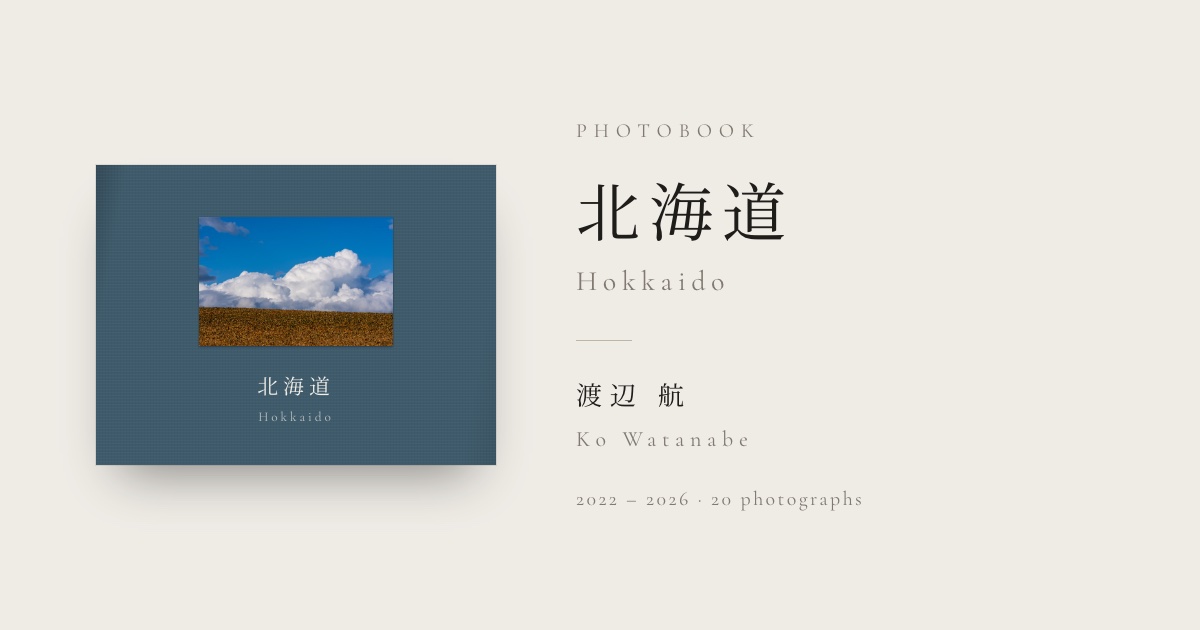 北海道
Hokkaido
PHOTOBOOK
北海道
Hokkaido
渡辺 航
Ko Watanabe
2022 – 2026 · 20 photographs